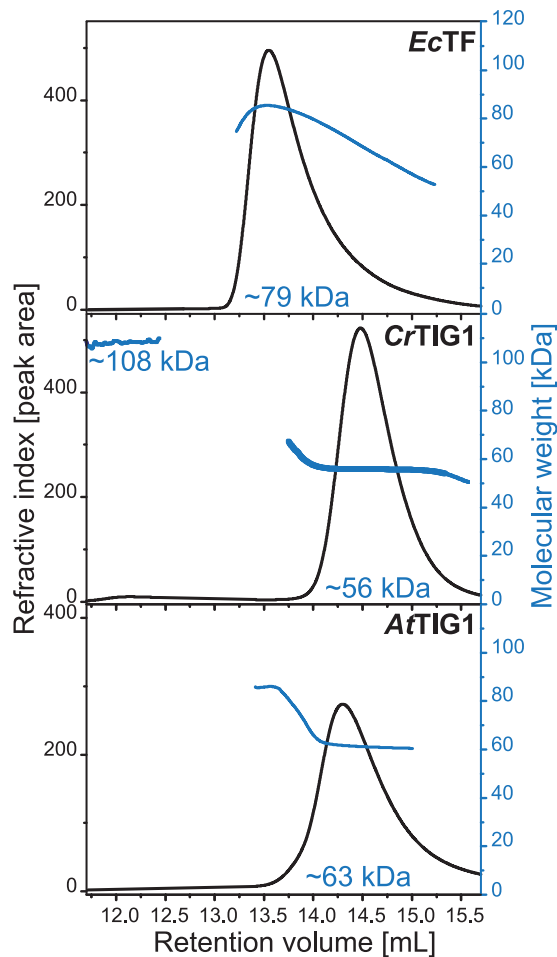 EcTF
400
200
0
120
100
80
60
40
20
0
~79 kDa
CrTIG1
~108 kDa
400
200
0
100
80
60
40
20
0
~56 kDa
AtTIG1
400
200
0
100
80
60
40
20
0
~63 kDa
Refractive index [peak area]
Molecular weight [kDa]
12.0 12.5 13.0 13.5 14.0 14.5 15.0 15.5
Retention volume [mL]